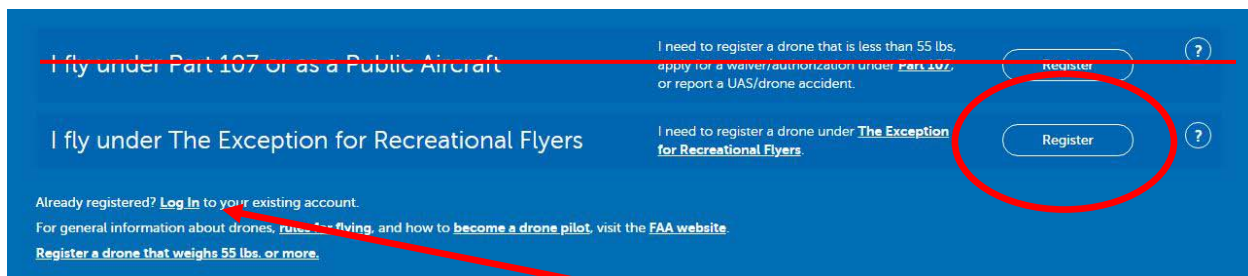 I fly under Part 107 or as a Public Aircraft
I need to register a drone that is less than 55 lbs,
apply for a waiver/authorization under Part 107,
or report a UAS/drone accident.
Register
?
I fly under The Exception for Recreational Flyers
I need to register a drone under The Exception
for Recreational Flyers.
Register
?
Already registered? Log In to your existing account.
For general information about drones, rules for flying, and how to become a drone pilot, visit the FAA website.
Register a drone that weighs 55 lbs. or more.